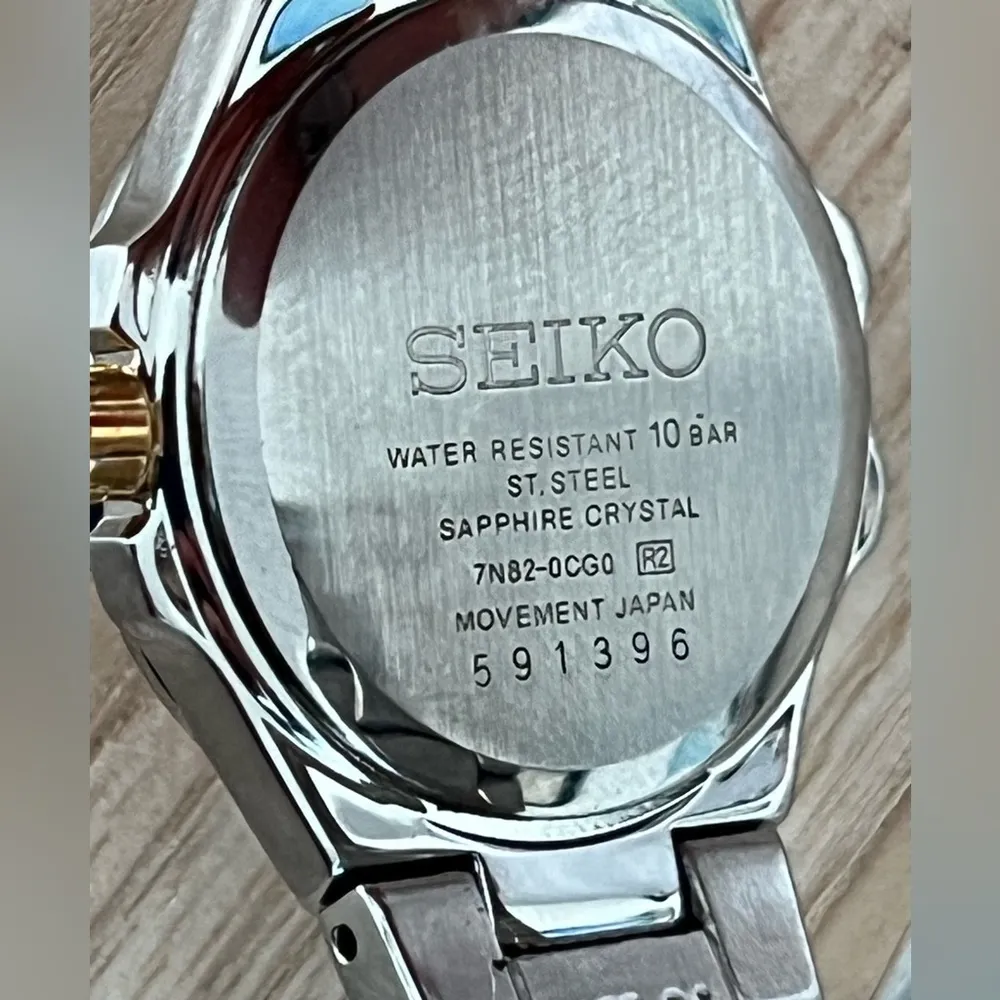 SEIKO
WATER RESISTANT 10 BAR
ST. STEEL
SAPPHIRE CRYSTAL
7N82-0CG0 R2
MOVEMENT JAPAN
591396